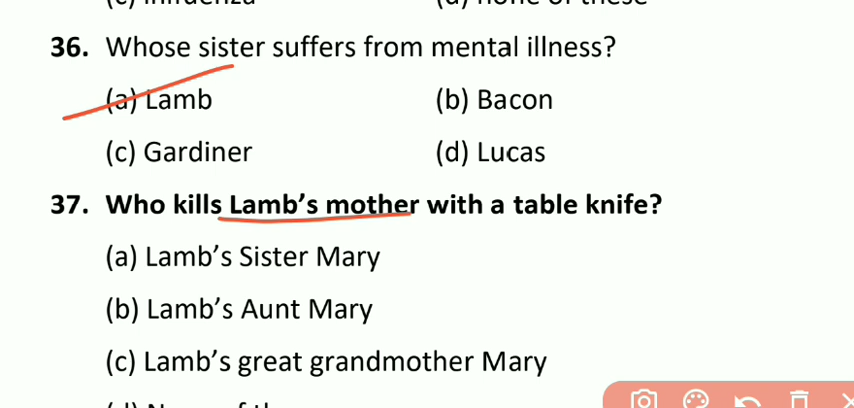 36. Whose sister suffers from mental illness?
(a) Lamb (b) Bacon
(c) Gardiner (d) Lucas
37. Who kills Lamb's mother with a table knife?
(a) Lamb's Sister Mary
(b) Lamb's Aunt Mary
(c) Lamb's great grandmother Mary